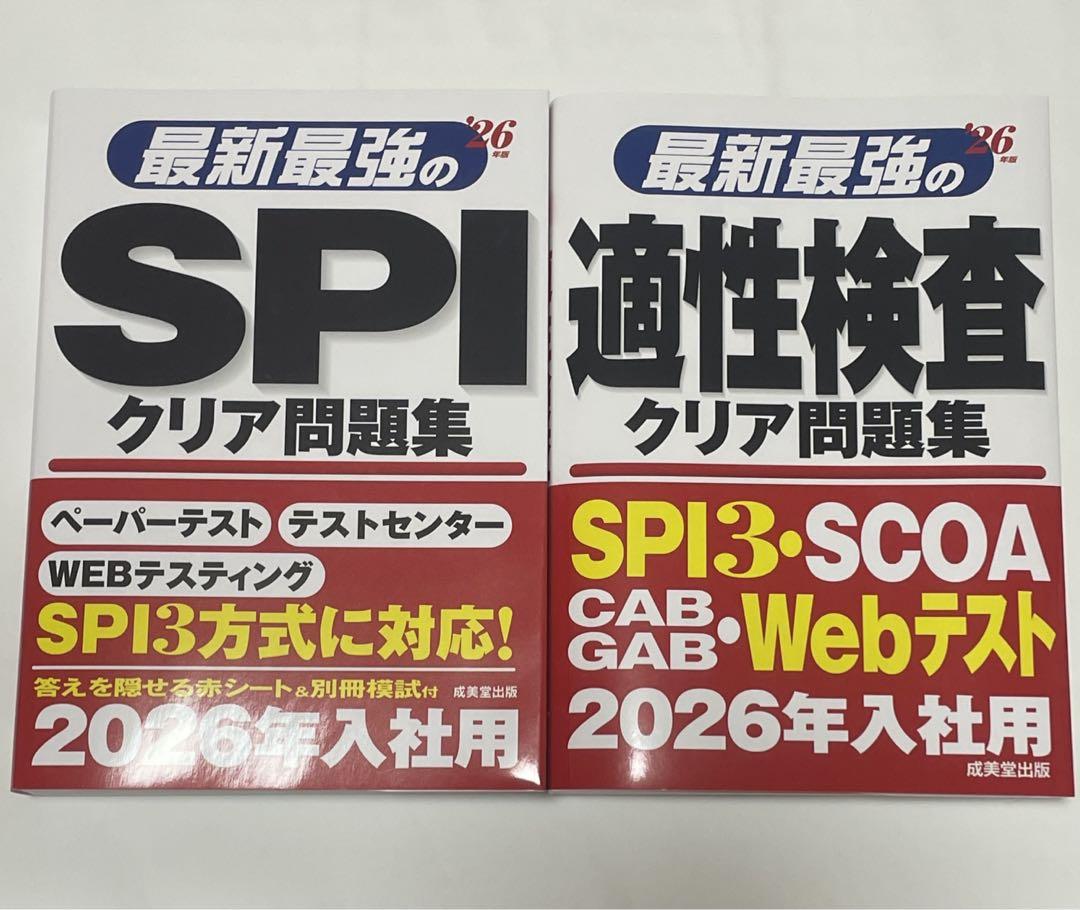 最新最強の
'26
年版
SPI
クリア問題集
ペーパーテスト テストセンター
WEBテスティング
SPI3方式に対応!
答えを隠せる赤シート&別冊模試付 成美堂出版
2026年入社用
最新最強の
'26
年版
適性検査
クリア問題集
SPI3・SCOA
CAB
GAB・Webテスト
2026年入社用
成美堂出版